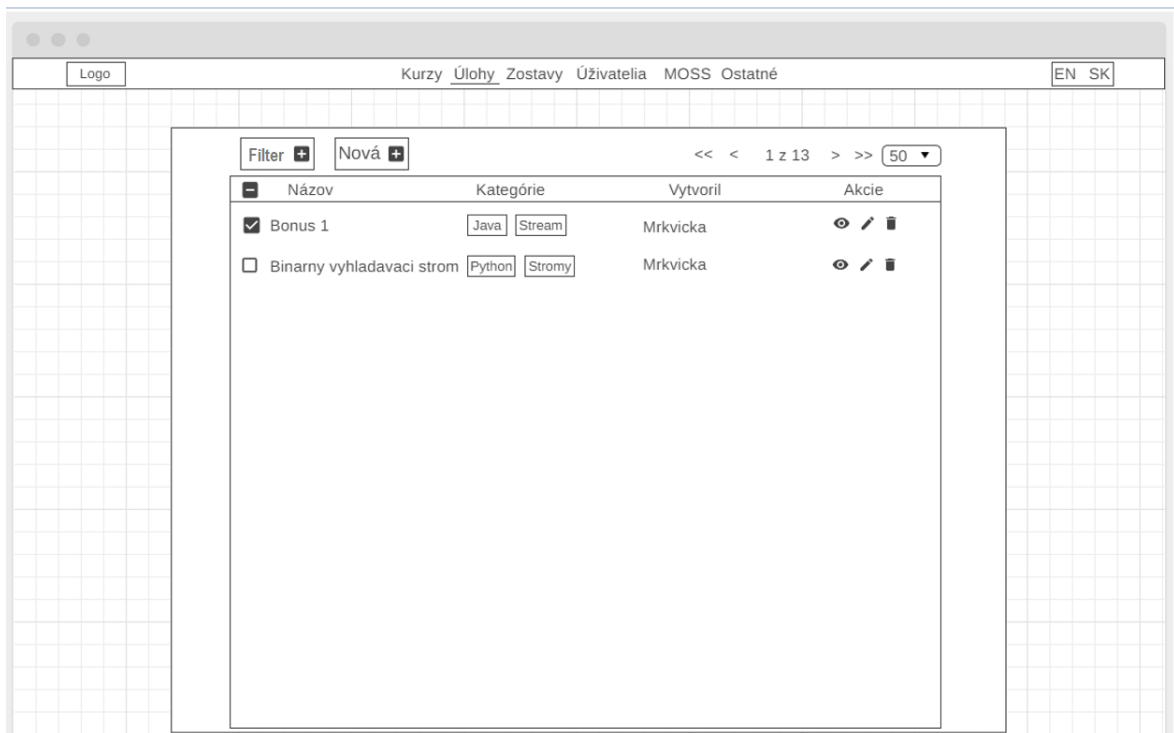 Logo Kurzy Úlohy Zostavy Úživatelia MOSS Ostatné EN SK
Filter Nová << < 1 z 13 > >> 50
Názov Kategórie Vytvoril Akcie
Bonus 1 Java Stream Mrkvicka
Binarny vyhladavaci strom Python Stromy Mrkvicka